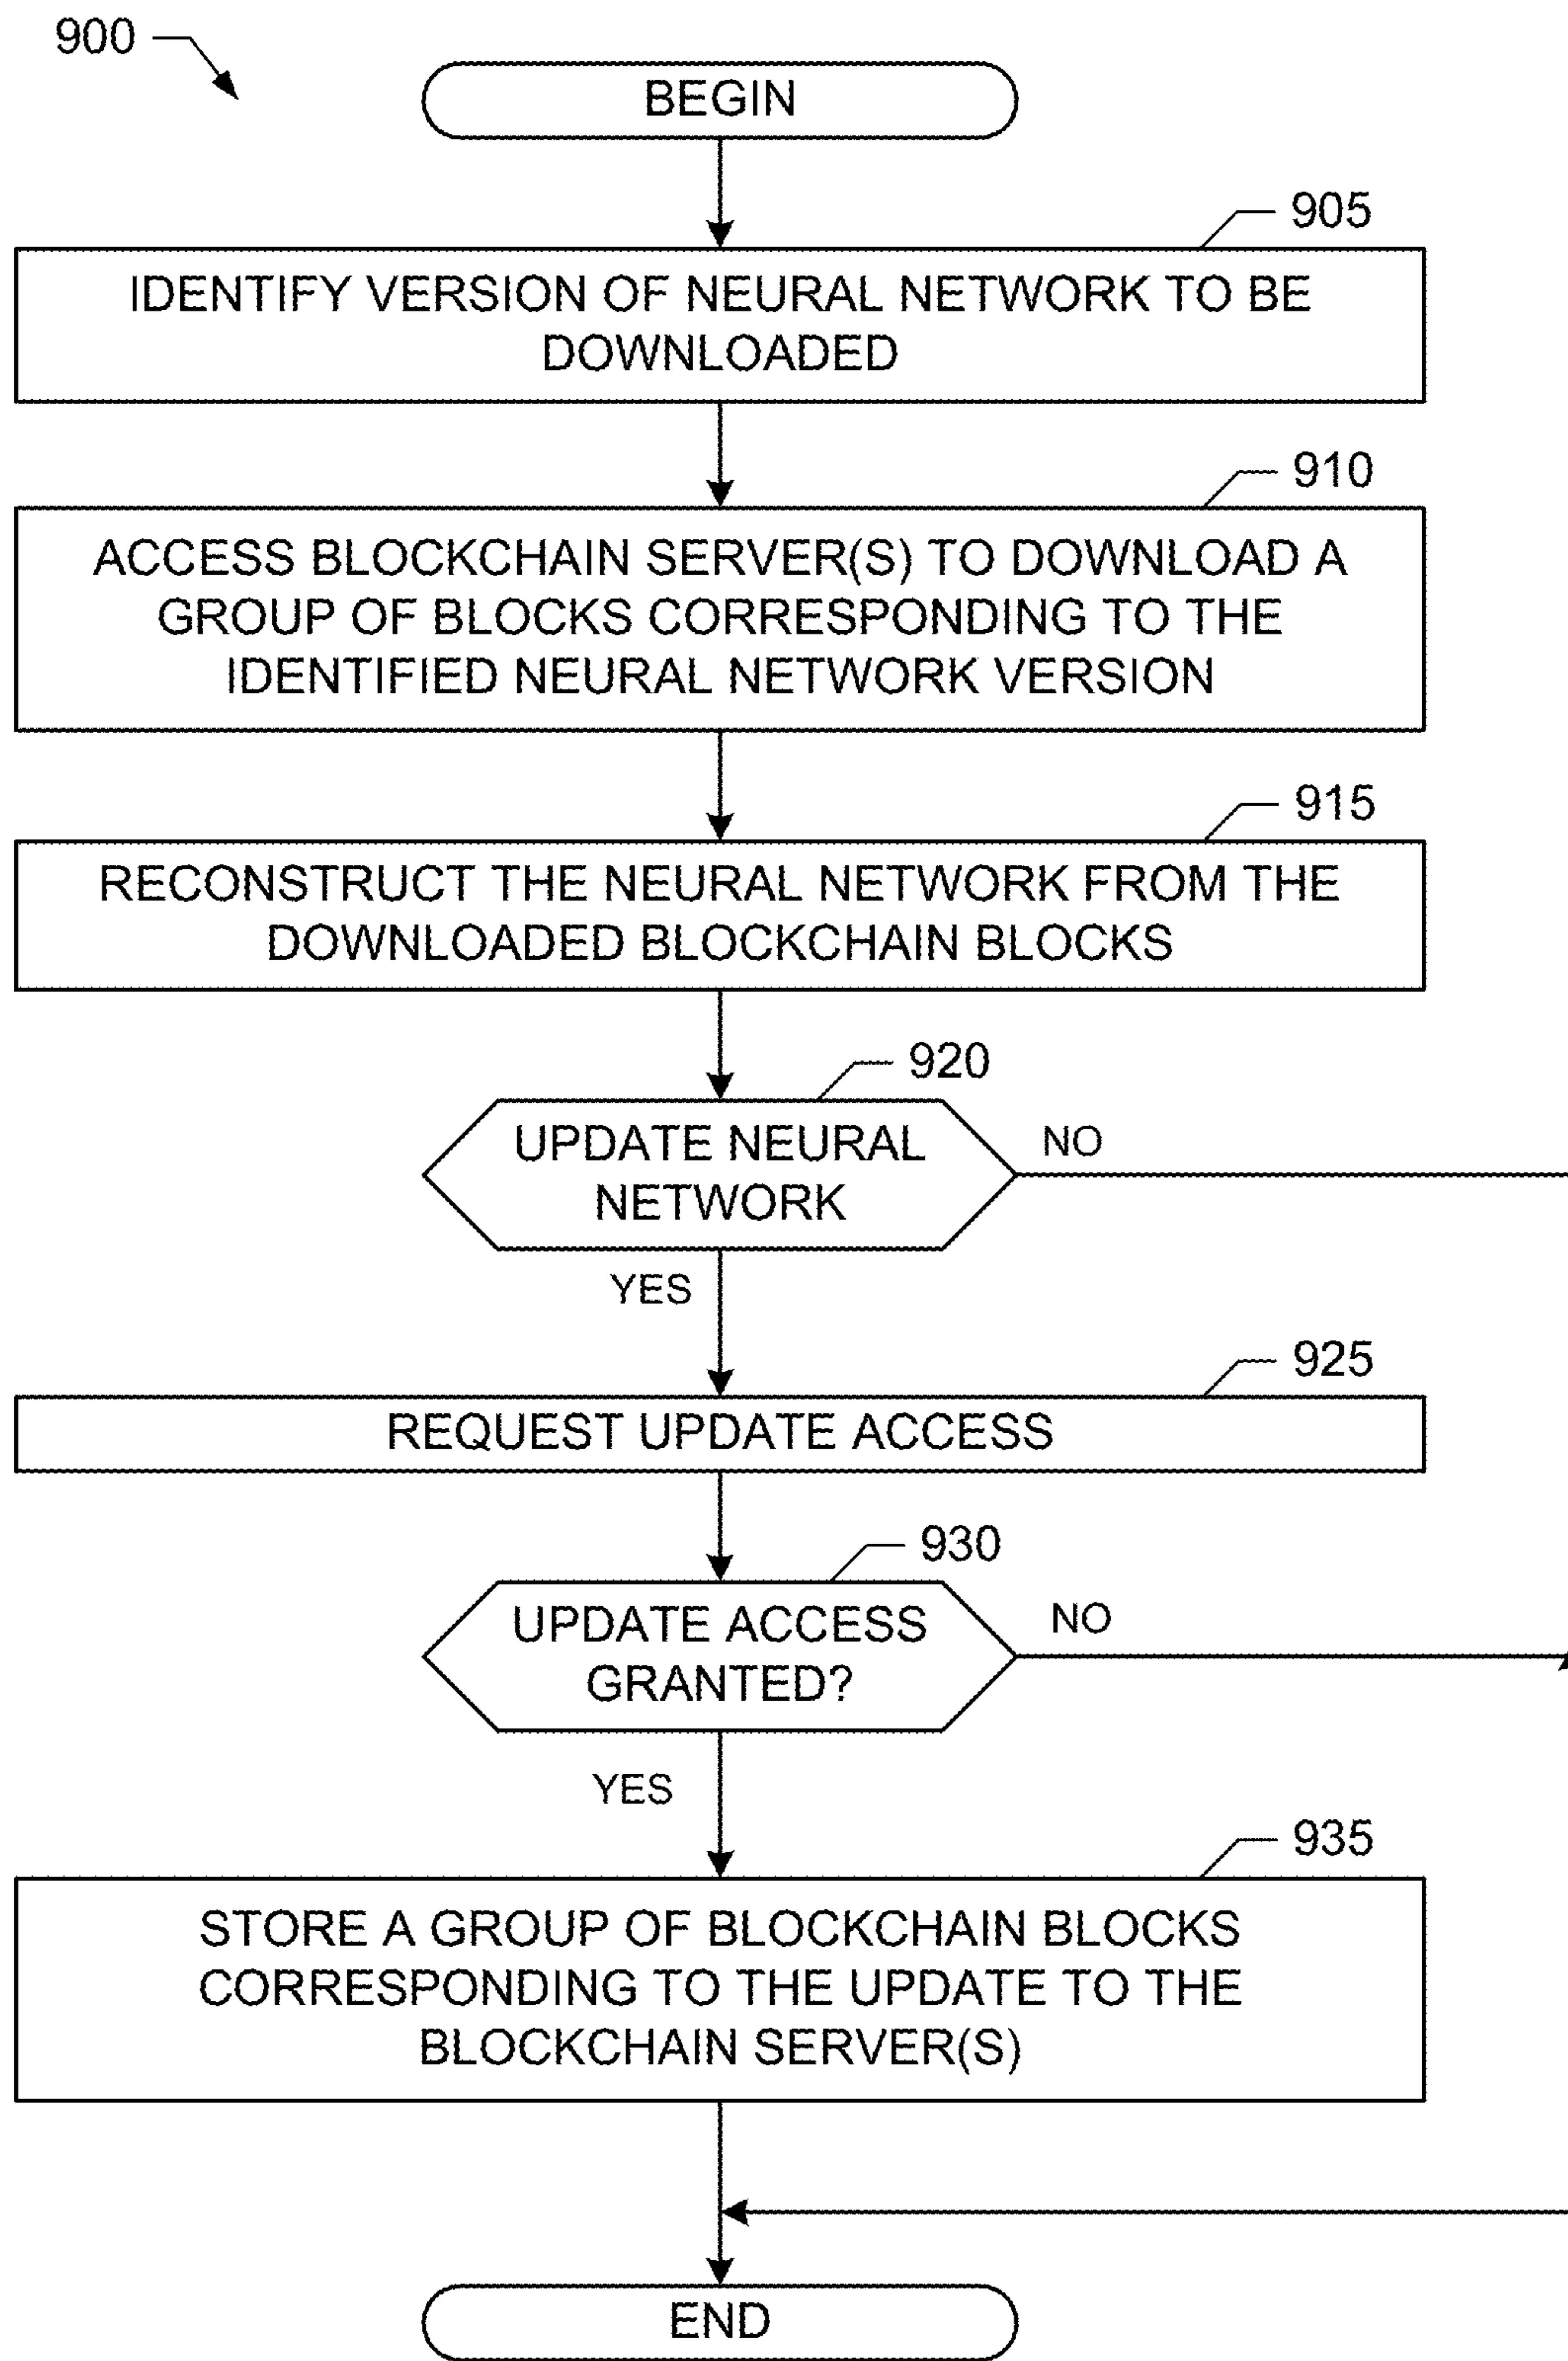 900
BEGIN
905
IDENTIFY VERSION OF NEURAL NETWORK TO BE
DOWNLOADED
910
ACCESS BLOCKCHAIN SERVER(S) TO DOWNLOAD A
GROUP OF BLOCKS CORRESPONDING TO THE
IDENTIFIED NEURAL NETWORK VERSION
915
RECONSTRUCT THE NEURAL NETWORK FROM THE
DOWNLOADED BLOCKCHAIN BLOCKS
920
UPDATE NEURAL
NETWORK
NO
YES
925
REQUEST UPDATE ACCESS
930
UPDATE ACCESS
GRANTED?
NO
YES
935
STORE A GROUP OF BLOCKCHAIN BLOCKS
CORRESPONDING TO THE UPDATE TO THE
BLOCKCHAIN SERVER(S)
END